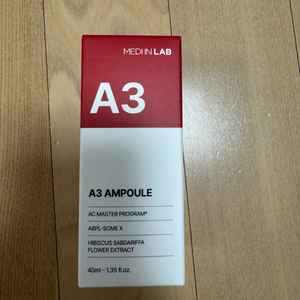 MEDI IN LAB
A3
A3 AMPOULE
AC MASTER PROGRAM*
ABPL-SOME X
HIBISCUS SABDARIFFA
FLOWER EXTRACT
40ml - 1.35 fl.oz.